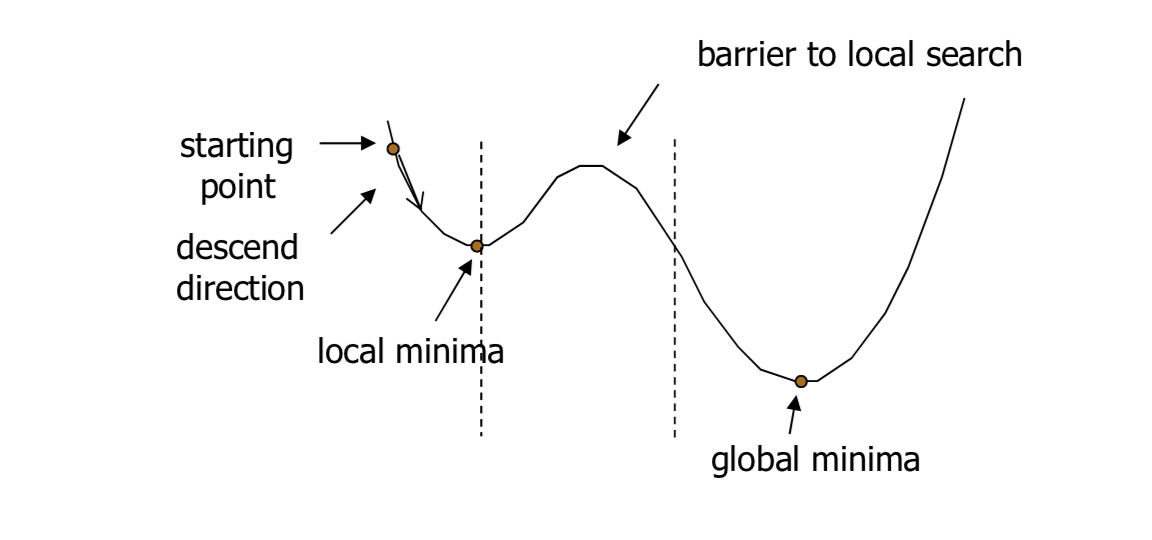 barrier to local search
starting
point
descend
direction
local minima
global minima